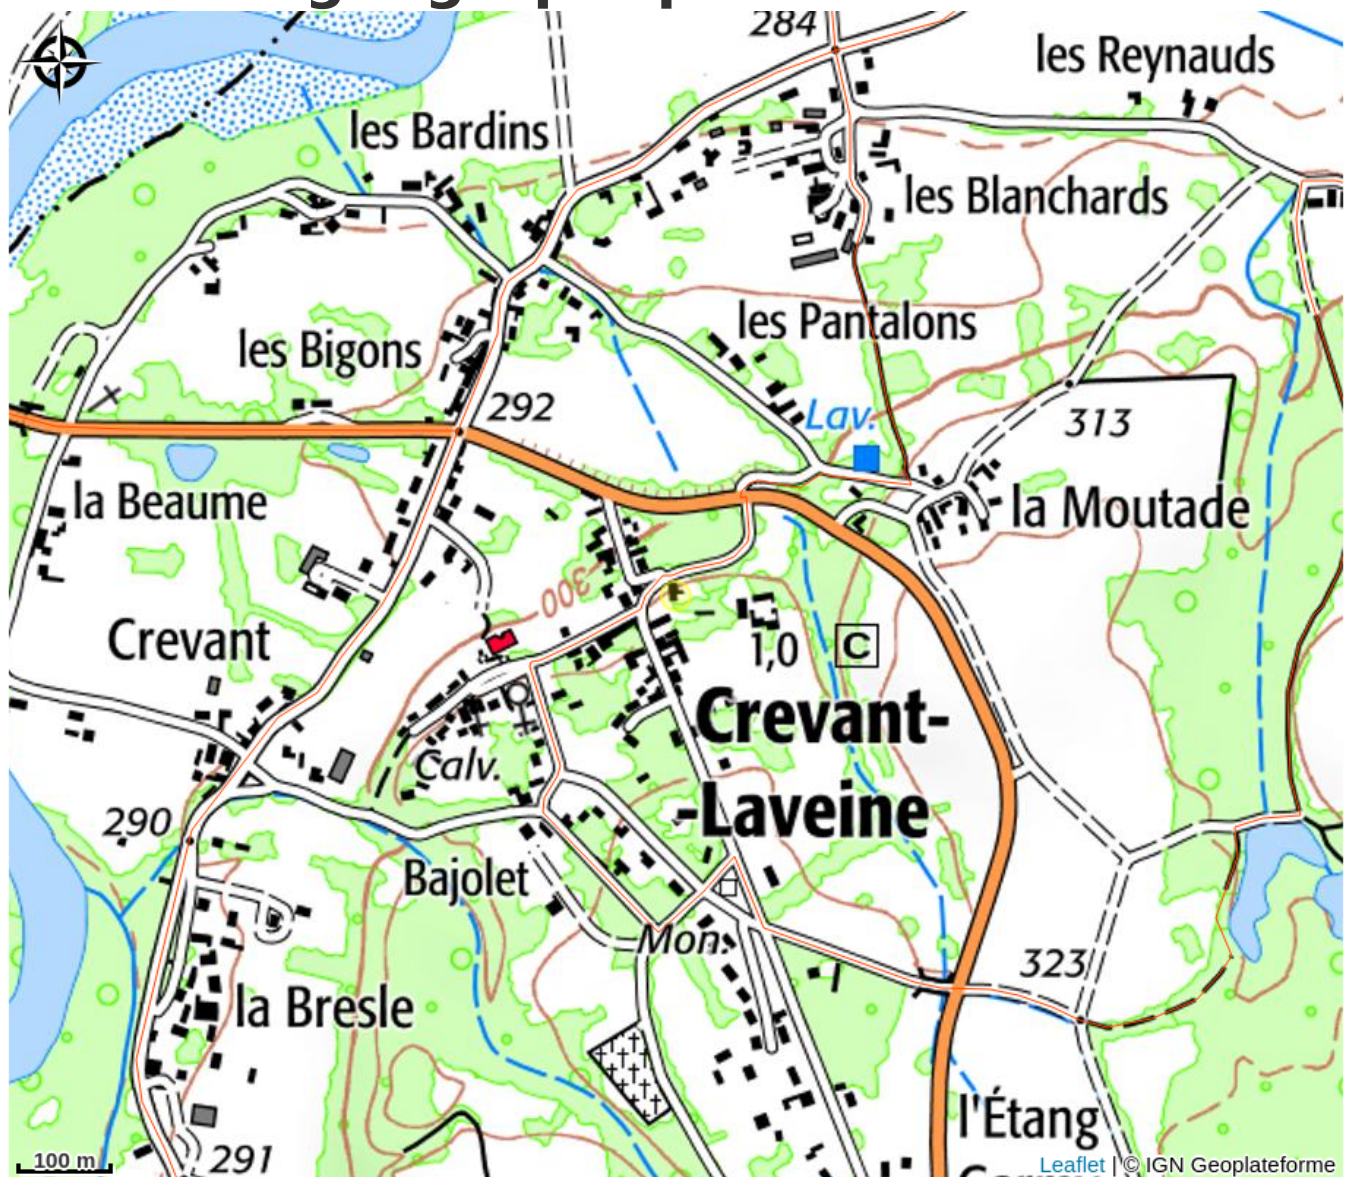 284
les Reynauds
les Bardins
les Blanchards
les Pantalons
les Bigons
292
Lav.
313
la Beaume
la Moutade
300
Crevant
1,0
C
Crevant-
-Laveine
Calv.
290
Bajolet
Mon.
323
la Bresle
l'Étang
291
100 m
Leaflet | © IGN Geoplateforme